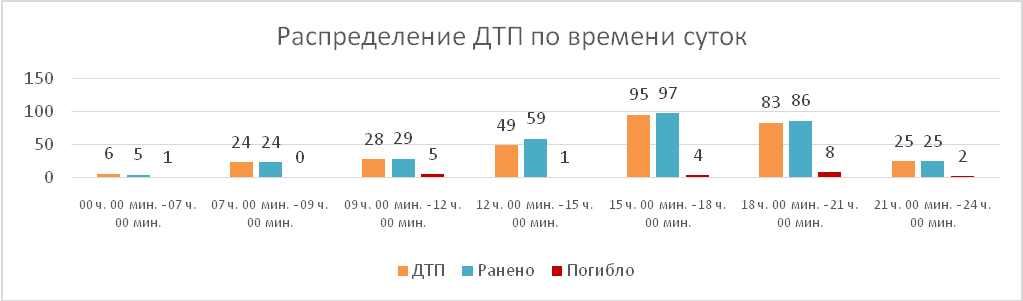 Распределение ДТП по времени суток
150
100
50
0
6 5 1
24 24 0
28 29 5
49 59 1
95 97 4
83 86 8
25 25 2
00 ч. 00 мин. -07 ч.
00 мин.
07 ч. 00 мин. -09 ч.
00 мин.
09 ч. 00 мин. -12 ч.
00 мин.
12 ч. 00 мин. -15 ч.
00 мин.
15 ч. 00 мин. -18 ч.
00 мин.
18 ч. 00 мин. -21 ч.
00 мин.
21 ч. 00 мин. -24 ч.
00 мин.
ДТП Ранено Погибло